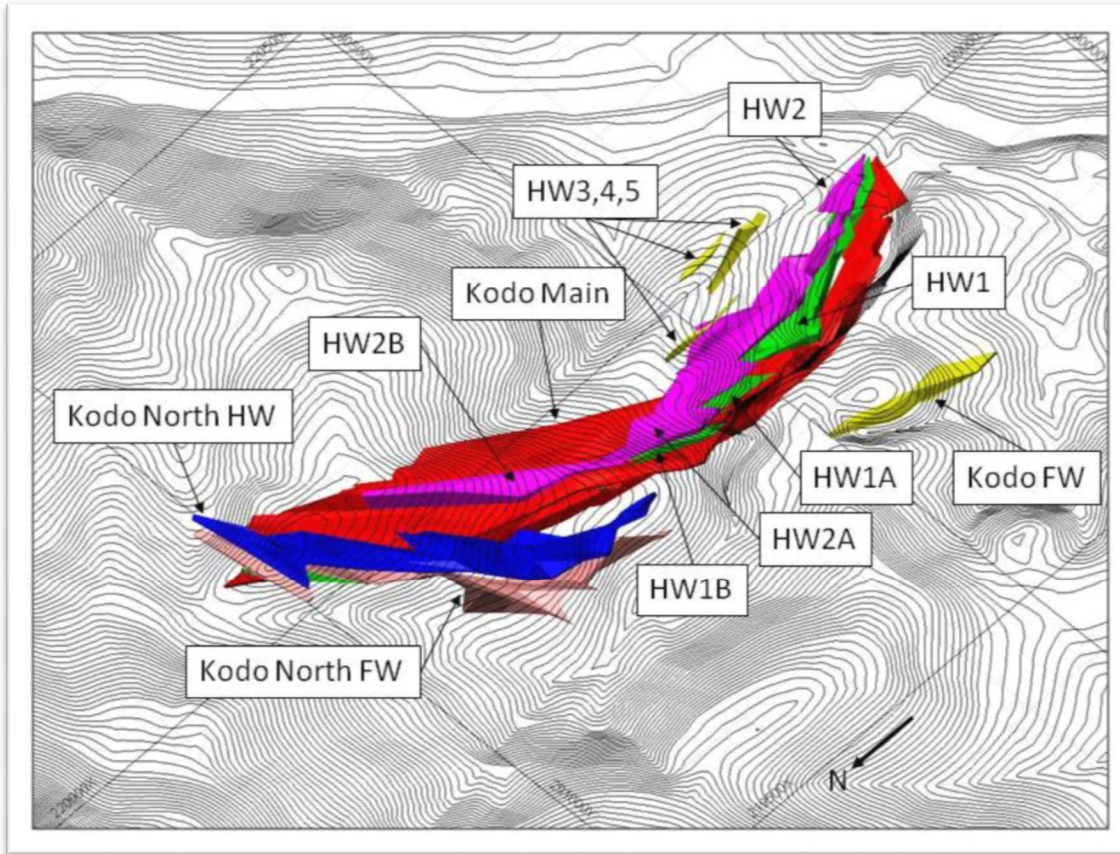 HW2
HW3,4,5
Kodo Main
HW1
HW2B
Kodo North HW
HW1A
Kodo FW
HW2A
HW1B
Kodo North FW
N